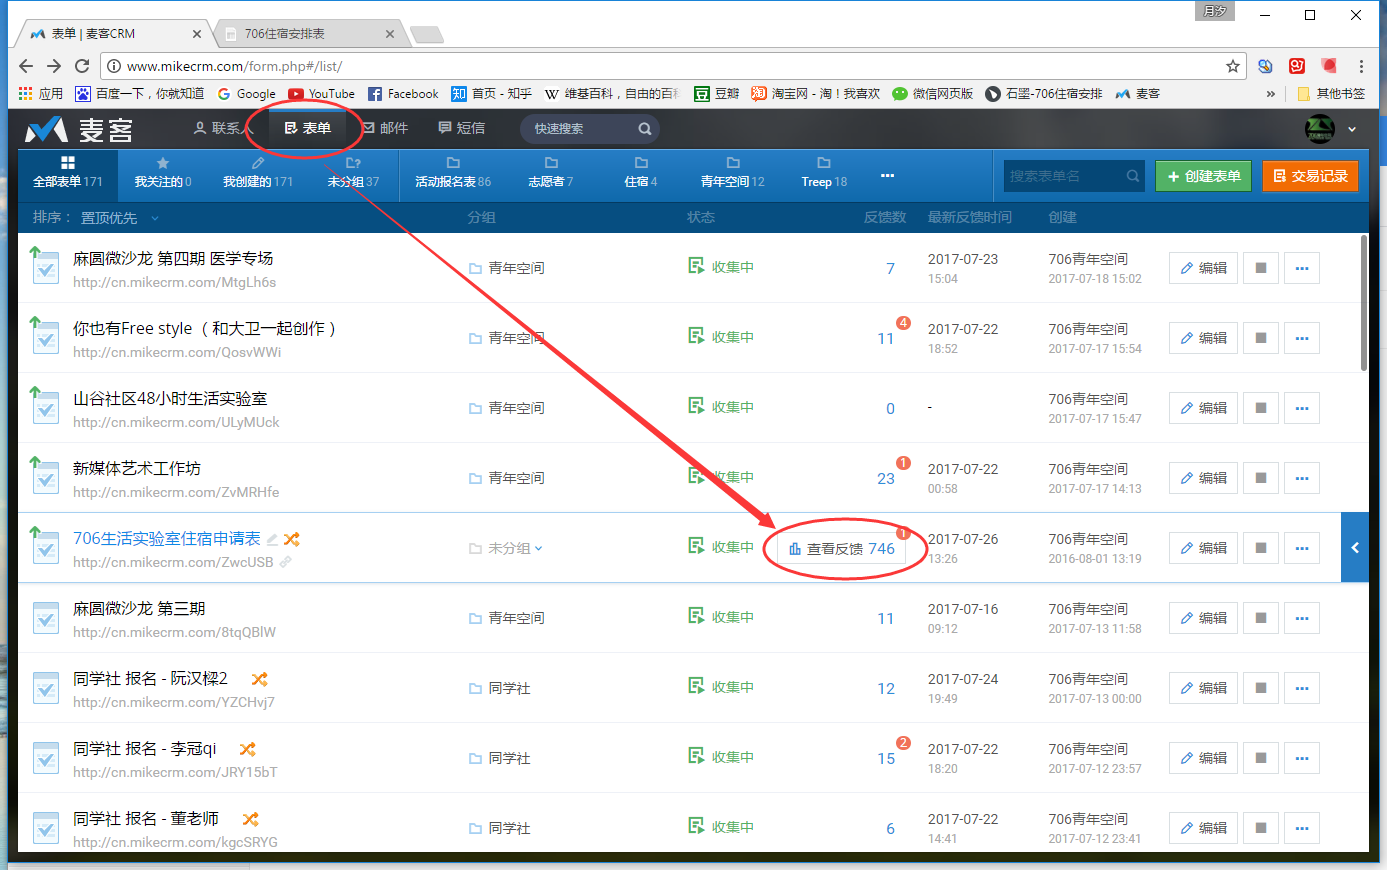 月汐
表单 | 麦客CRM
706住宿安排表
www.mikecrm.com/form.php#/list/
应用 百度一下，你就知道 Google YouTube Facebook 首页 - 知乎 维基百科，自由的百科 豆瓣 淘宝网 - 淘！我喜欢 微信网页版 石墨-706住宿安排 麦客 » 其他书签
麦客 联系人 表单 邮件 短信 快速搜索
全部表单 171 我关注的 0 我创建的 171 未分组 37 活动报名表 86 志愿者 7 住宿 4 青年空间 12 Treep 18 ••• 搜索表单名 + 创建表单 交易记录
排序： 置顶优先 分组 状态 反馈数 最新反馈时间 创建
麻圆微沙龙 第四期 医学专场 青年空间 收集中 7 2017-07-23 706青年空间 编辑
http://cn.mikecrm.com/MtgLh6s 15:04 2017-07-18 15:02
你也有Free style （和大卫一起创作） 青年空间 收集中 11 4 2017-07-22 706青年空间 编辑
http://cn.mikecrm.com/QosvWWi 18:52 2017-07-17 15:54
山谷社区48小时生活实验室 青年空间 收集中 0 - 706青年空间 编辑
http://cn.mikecrm.com/ULyMUck 2017-07-17 15:47
新媒体艺术工作坊 青年空间 收集中 23 1 2017-07-22 706青年空间 编辑
http://cn.mikecrm.com/ZvMRHfe 00:58 2017-07-17 14:13
706生活实验室住宿申请表 未分组 收集中 查看反馈 746 1 2017-07-26 706青年空间 编辑
http://cn.mikecrm.com/ZwcUSB 13:26 2016-08-01 13:19
麻圆微沙龙 第三期 青年空间 收集中 11 2017-07-16 706青年空间 编辑
http://cn.mikecrm.com/8tqQBlW 09:12 2017-07-13 11:58
同学社 报名 - 阮汉樑2 同学社 收集中 12 2017-07-24 706青年空间 编辑
http://cn.mikecrm.com/YZCHvj7 19:49 2017-07-13 00:00
同学社 报名 - 李冠qi 同学社 收集中 15 2 2017-07-22 706青年空间 编辑
http://cn.mikecrm.com/JRY15bT 18:20 2017-07-12 23:57
同学社 报名 - 董老师 同学社 收集中 6 2017-07-22 706青年空间 编辑
http://cn.mikecrm.com/kgcSRYG 14:41 2017-07-12 23:41